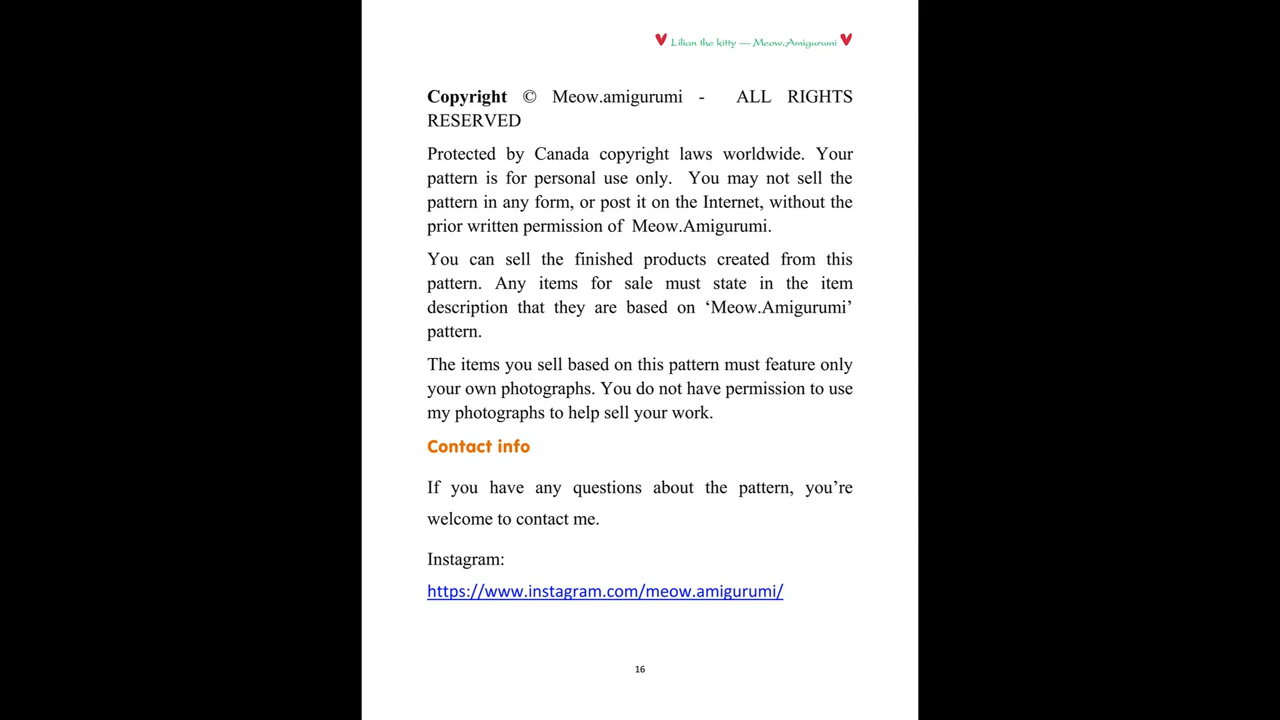 Lilian the kitty — Meow.Amigurumi
Copyright © Meow.amigurumi - ALL RIGHTS
RESERVED
Protected by Canada copyright laws worldwide. Your
pattern is for personal use only. You may not sell the
pattern in any form, or post it on the Internet, without the
prior written permission of Meow.Amigurumi.
You can sell the finished products created from this
pattern. Any items for sale must state in the item
description that they are based on ‘Meow.Amigurumi’
pattern.
The items you sell based on this pattern must feature only
your own photographs. You do not have permission to use
my photographs to help sell your work.
Contact info
If you have any questions about the pattern, you’re
welcome to contact me.
Instagram:
https://www.instagram.com/meow.amigurumi/
16